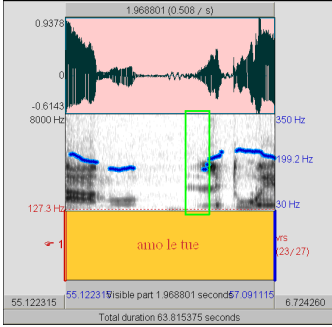 1.968801 (0.508 / s)
0.9378
0
-0.6143
8000 Hz
350 Hz
199.2 Hz
127.3 Hz
30 Hz
1
amo le tue
vrs
(23/27)
55.122315 Visible part 1.968801 seconds 57.091115
55.122315
6.724260
Total duration 63.815375 seconds